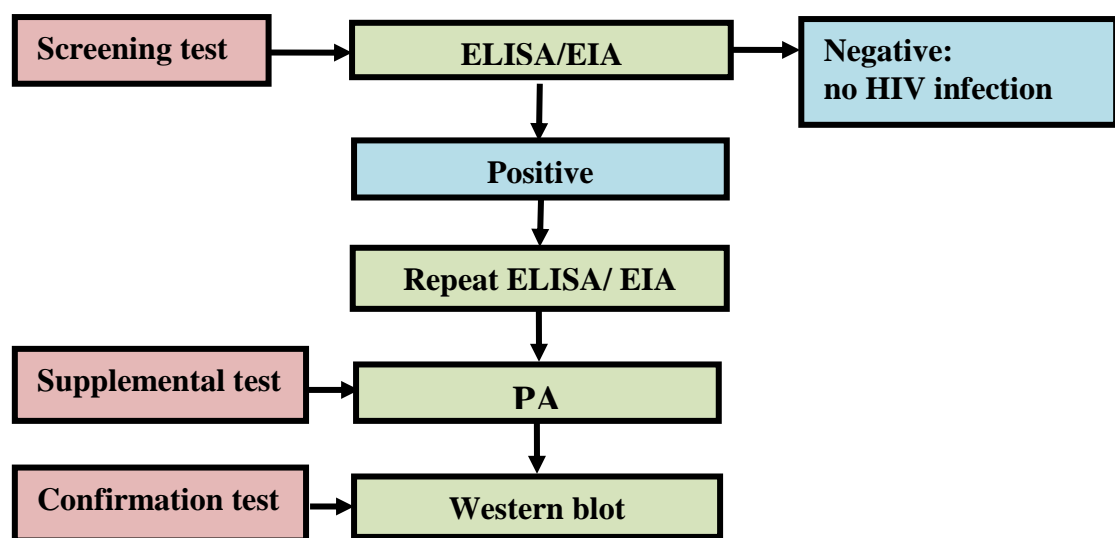 Screening test
ELISA/EIA
Negative:
no HIV infection
Positive
Repeat ELISA/ EIA
Supplemental test
PA
Confirmation test
Western blot